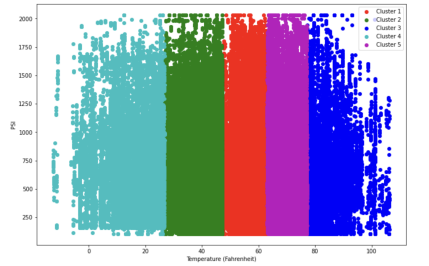 2000
1750
1500
1250
1000
750
500
250
PSI
0
20
40
60
80
100
Temperature (Fahrenheit)
Cluster 1
Cluster 2
Cluster 3
Cluster 4
Cluster 5